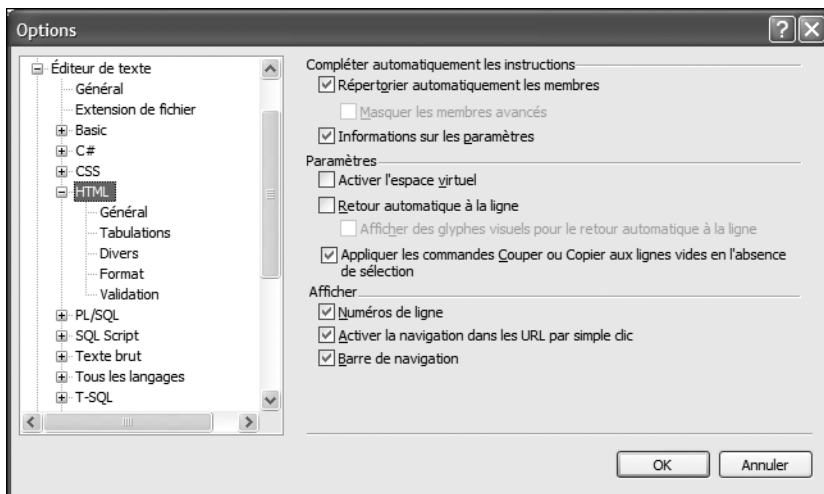 Options
Éditeur de texte
Général
Extension de fichier
Basic
C#
CSS
HTML
Général
Tabulations
Divers
Format
Validation
PL/SQL
SQL Script
Texte brut
Tous les langages
T-SQL
Compléter automatiquement les instructions
Répertorier automatiquement les membres
Masquer les membres avancés
Informations sur les paramètres
Paramètres
Activer l'espace virtuel
Retour automatique à la ligne
Afficher des glyphes visuels pour le retour automatique à la ligne
Appliquer les commandes Couper ou Copier aux lignes vides en l'absence
de sélection
Afficher
Numéros de ligne
Activer la navigation dans les URL par simple clic
Barre de navigation
OK
Annuler